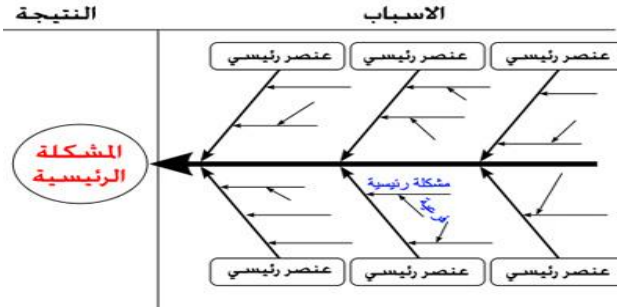 الاسباب
النتيجة
عنصر رئيسي
عنصر رئيسي
عنصر رئيسي
المشكلة
الرئيسية
مشكلة رئيسية
فرعية
عنصر رئيسي
عنصر رئيسي
عنصر رئيسي